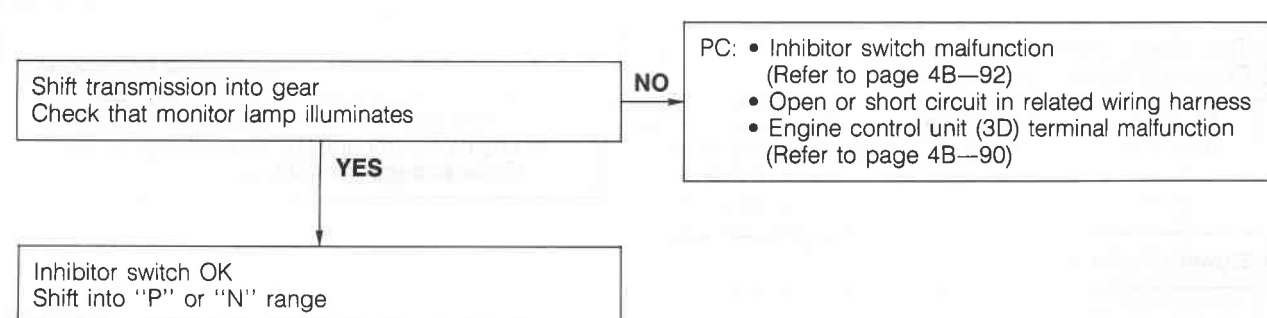 Shift transmission into gear
Check that monitor lamp illuminates
NO
PC: • Inhibitor switch malfunction
(Refer to page 4B—92)
• Open or short circuit in related wiring harness
• Engine control unit (3D) terminal malfunction
(Refer to page 4B—90)
YES
Inhibitor switch OK
Shift into "P" or "N" range